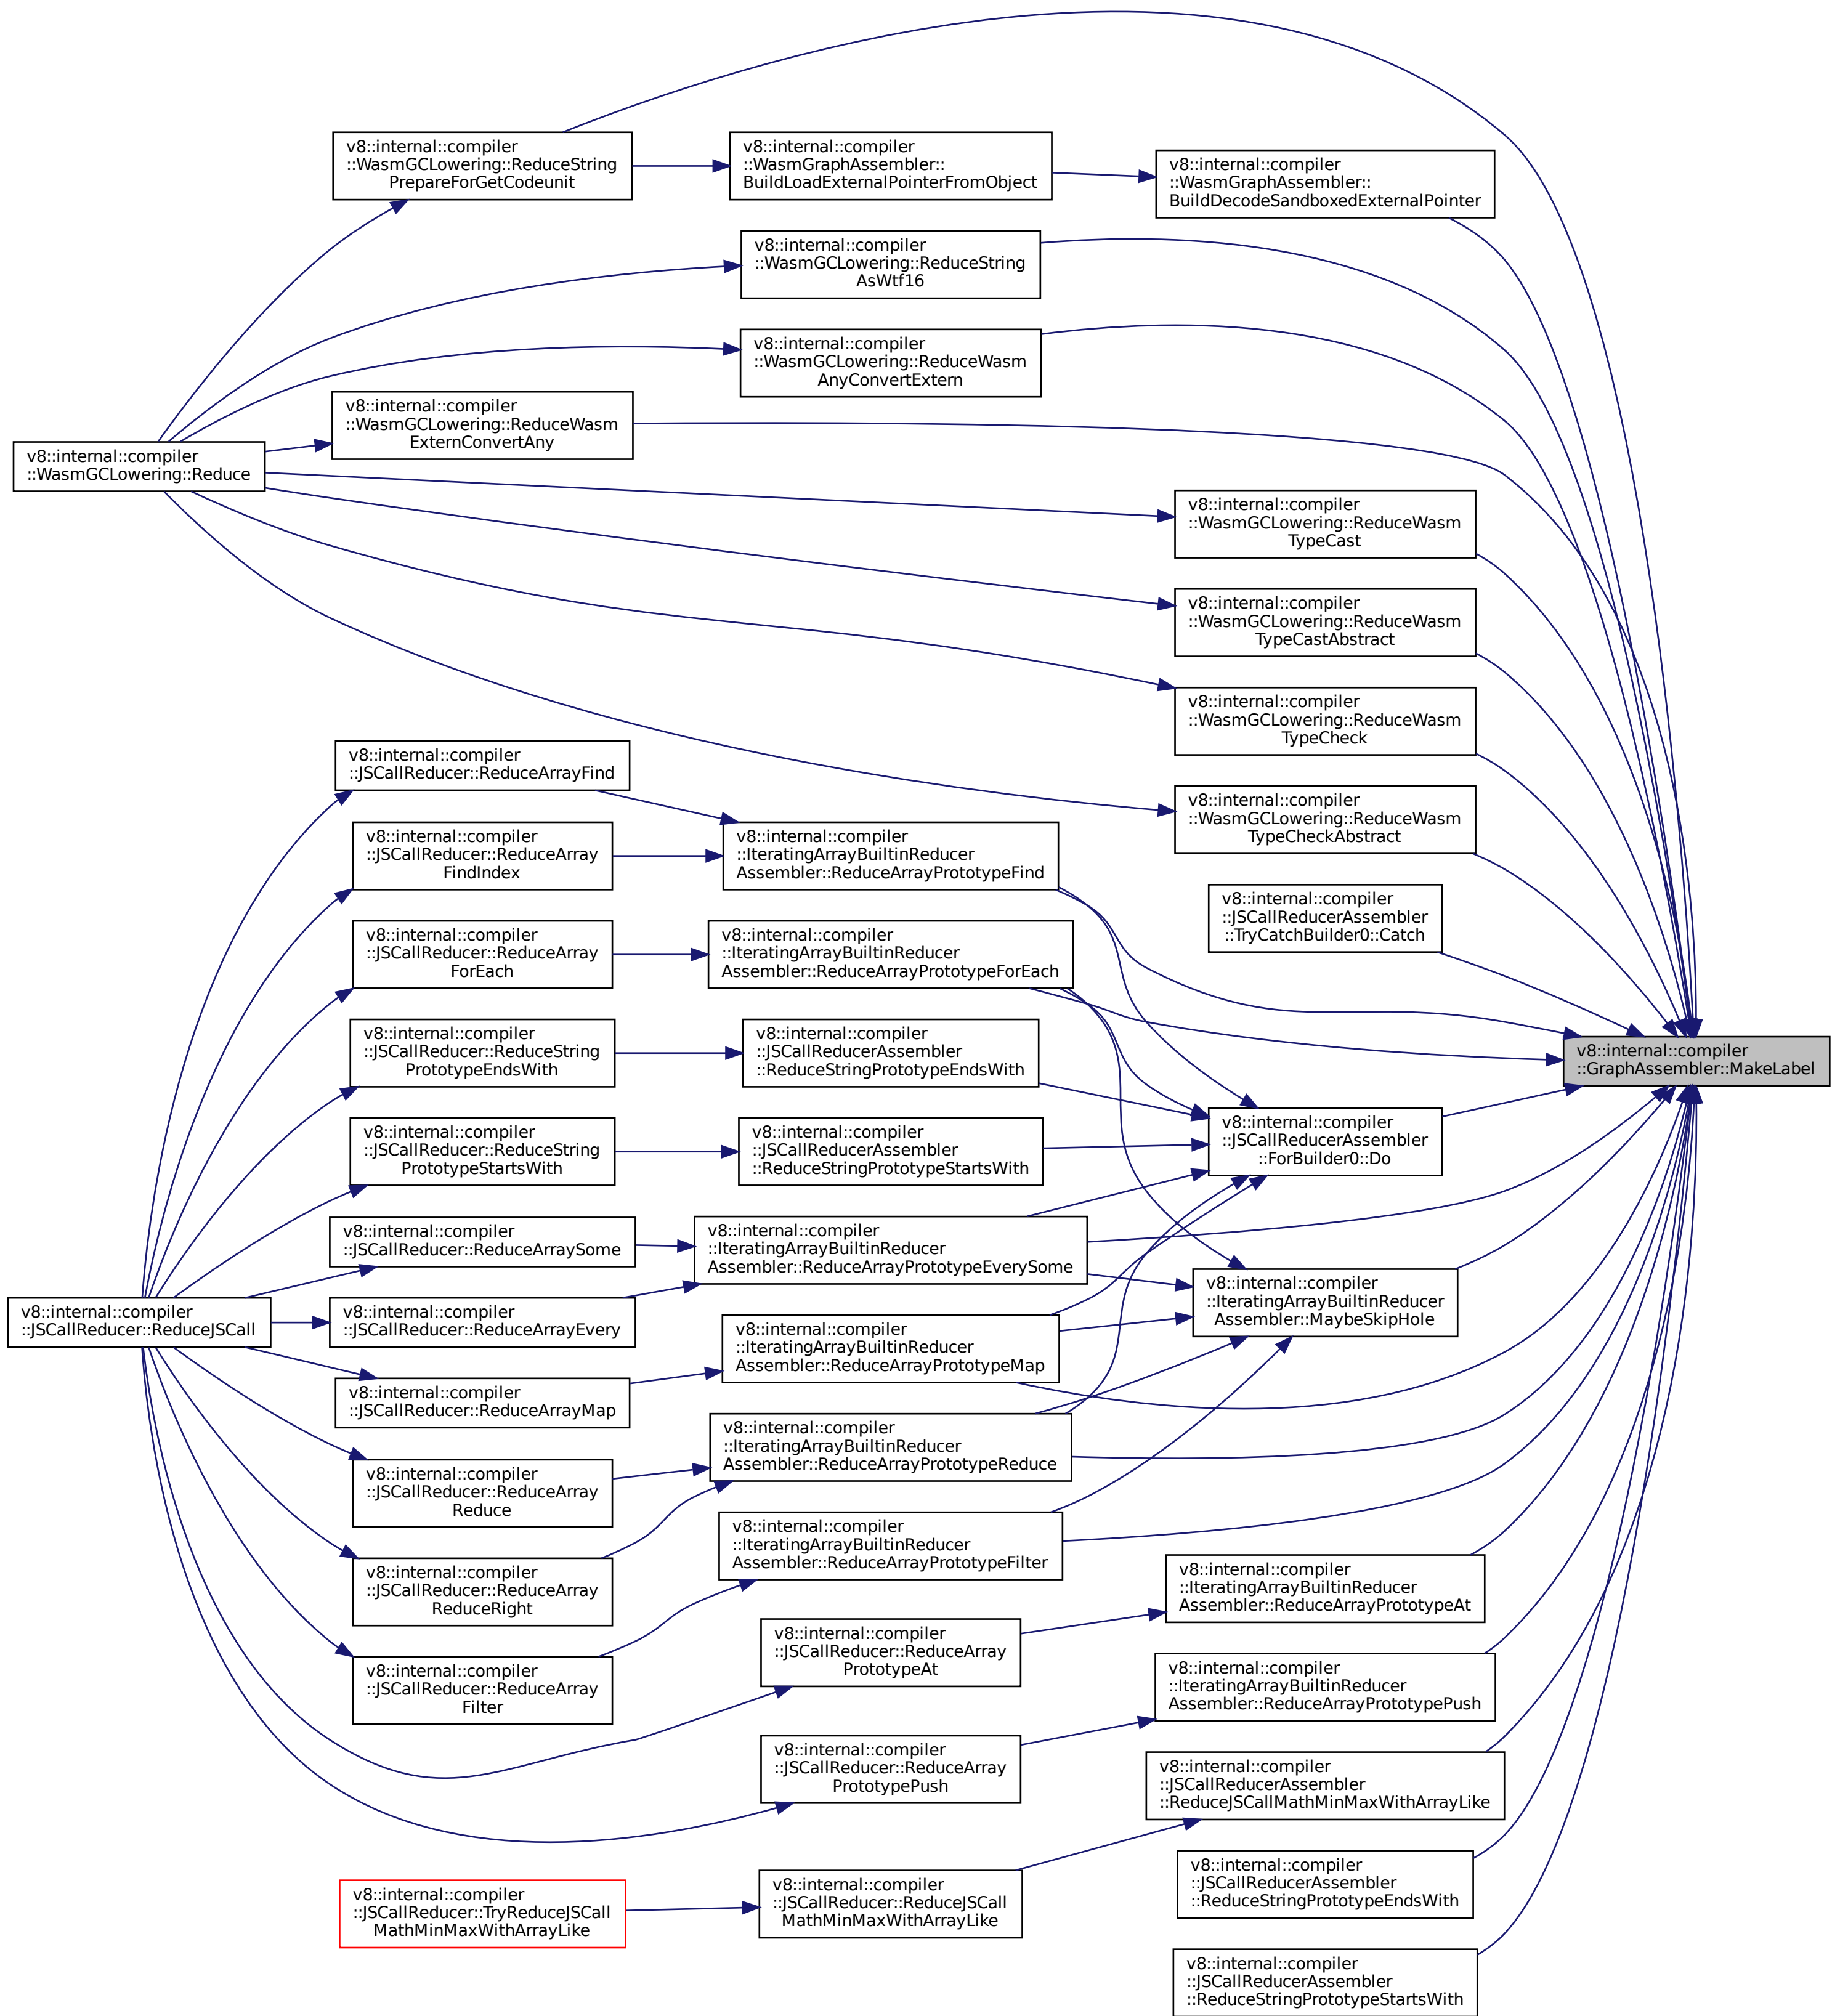 v8::internal::compiler
::WasmGCLowering::ReduceString
PrepareForGetCodeunit
v8::internal::compiler
::WasmGraphAssembler::
BuildLoadExternalPointerFromObject
v8::internal::compiler
::WasmGraphAssembler::
BuildDecodeSandboxedExternalPointer
v8::internal::compiler
::WasmGCLowering::ReduceString
AsWtf16
v8::internal::compiler
::WasmGCLowering::ReduceWasm
AnyConvertExtern
v8::internal::compiler
::WasmGCLowering::ReduceWasm
ExternConvertAny
v8::internal::compiler
::WasmGCLowering::Reduce
v8::internal::compiler
::WasmGCLowering::ReduceWasm
TypeCast
v8::internal::compiler
::WasmGCLowering::ReduceWasm
TypeCastAbstract
v8::internal::compiler
::WasmGCLowering::ReduceWasm
TypeCheck
v8::internal::compiler
::JSCallReducer::ReduceArrayFind
v8::internal::compiler
::WasmGCLowering::ReduceWasm
TypeCheckAbstract
v8::internal::compiler
::JSCallReducer::ReduceArray
FindIndex
v8::internal::compiler
::IteratingArrayBuiltinReducer
Assembler::ReduceArrayPrototypeFind
v8::internal::compiler
::JSCallReducerAssembler
::TryCatchBuilder0::Catch
v8::internal::compiler
::JSCallReducer::ReduceArray
ForEach
v8::internal::compiler
::IteratingArrayBuiltinReducer
Assembler::ReduceArrayPrototypeForEach
v8::internal::compiler
::JSCallReducer::ReduceString
PrototypeEndsWith
v8::internal::compiler
::JSCallReducerAssembler
::ReduceStringPrototypeEndsWith
v8::internal::compiler
::GraphAssembler::MakeLabel
v8::internal::compiler
::JSCallReducerAssembler
::ForBuilder0::Do
v8::internal::compiler
::JSCallReducer::ReduceString
PrototypeStartsWith
v8::internal::compiler
::JSCallReducerAssembler
::ReduceStringPrototypeStartsWith
v8::internal::compiler
::JSCallReducer::ReduceArraySome
v8::internal::compiler
::IteratingArrayBuiltinReducer
Assembler::ReduceArrayPrototypeEverySome
v8::internal::compiler
::IteratingArrayBuiltinReducer
Assembler::MaybeSkipHole
v8::internal::compiler
::JSCallReducer::ReduceJSCall
v8::internal::compiler
::JSCallReducer::ReduceArrayEvery
v8::internal::compiler
::IteratingArrayBuiltinReducer
Assembler::ReduceArrayPrototypeMap
v8::internal::compiler
::JSCallReducer::ReduceArrayMap
v8::internal::compiler
::IteratingArrayBuiltinReducer
Assembler::ReduceArrayPrototypeReduce
v8::internal::compiler
::JSCallReducer::ReduceArray
Reduce
v8::internal::compiler
::IteratingArrayBuiltinReducer
Assembler::ReduceArrayPrototypeFilter
v8::internal::compiler
::JSCallReducer::ReduceArray
ReduceRight
v8::internal::compiler
::IteratingArrayBuiltinReducer
Assembler::ReduceArrayPrototypeAt
v8::internal::compiler
::JSCallReducer::ReduceArray
PrototypeAt
v8::internal::compiler
::JSCallReducer::ReduceArray
Filter
v8::internal::compiler
::IteratingArrayBuiltinReducer
Assembler::ReduceArrayPrototypePush
v8::internal::compiler
::JSCallReducer::ReduceArray
PrototypePush
v8::internal::compiler
::JSCallReducerAssembler
::ReduceJSCallMathMinMaxWithArrayLike
v8::internal::compiler
::JSCallReducerAssembler
::ReduceStringPrototypeEndsWith
v8::internal::compiler
::JSCallReducer::TryReduceJSCall
MathMinMaxWithArrayLike
v8::internal::compiler
::JSCallReducer::ReduceJSCall
MathMinMaxWithArrayLike
v8::internal::compiler
::JSCallReducerAssembler
::ReduceStringPrototypeStartsWith